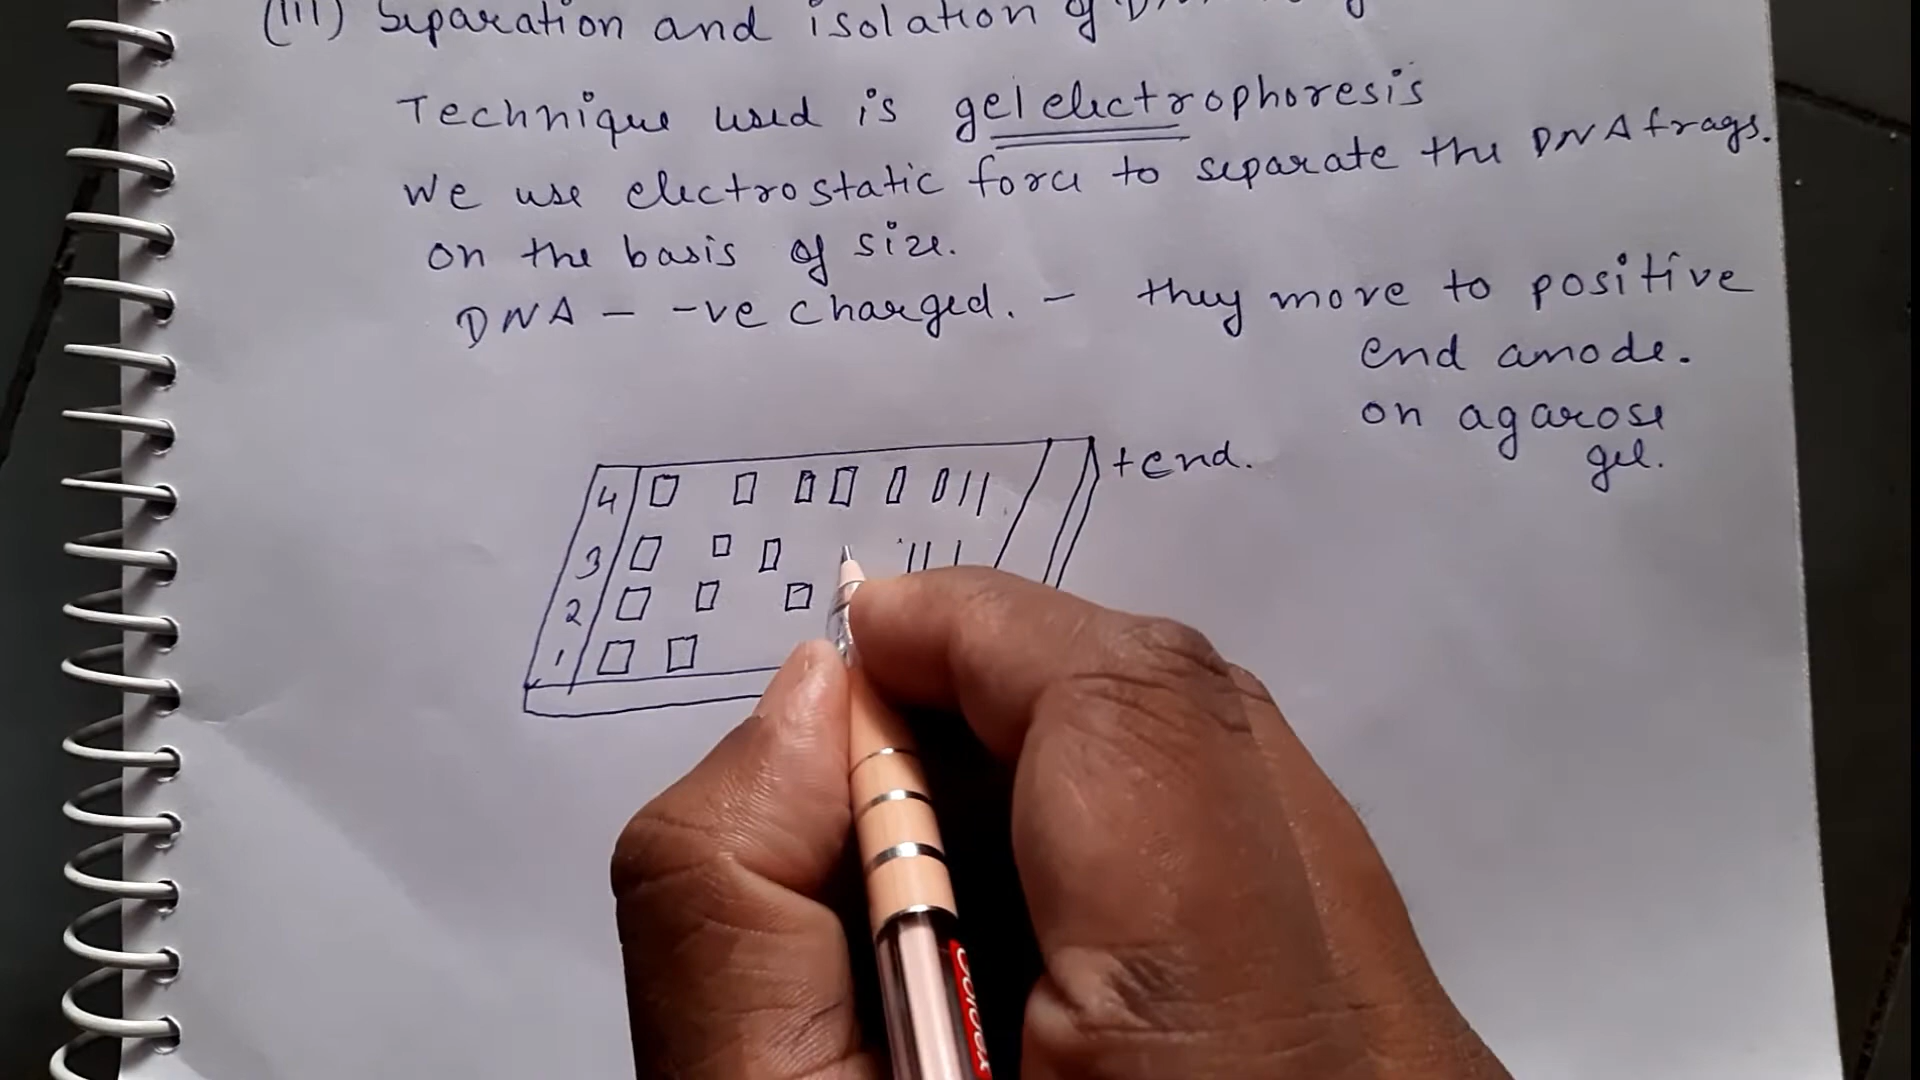 (iii) Separation and isolation of DNA
Technique used is gel electrophoresis
We use electrostatic force to separate the DNA frags.
on the basis of size.
DNA - -ve charged. - they move to positive
end anode.
on agarose
gel.
+ end.
4
3
2
1